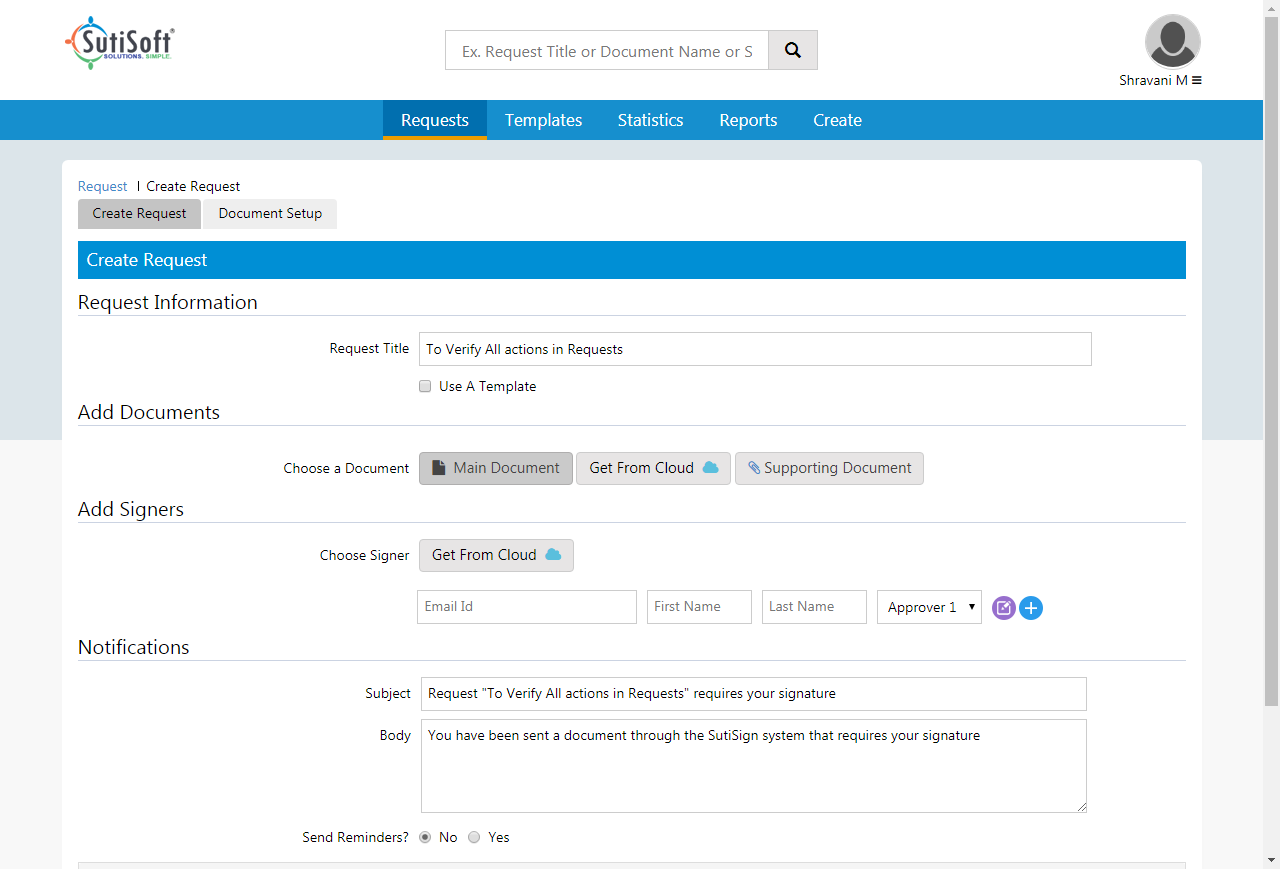 SutiSoft®
SOLUTIONS. SIMPLE.
Ex. Request Title or Document Name or S
Shravani M
Requests Templates Statistics Reports Create
Request | Create Request
Create Request Document Setup
Create Request
Request Information
Request Title To Verify All actions in Requests
Use A Template
Add Documents
Choose a Document Main Document Get From Cloud Supporting Document
Add Signers
Choose Signer Get From Cloud
Email Id First Name Last Name Approver 1
Notifications
Subject Request "To Verify All actions in Requests" requires your signature
Body You have been sent a document through the SutiSign system that requires your signature
Send Reminders? No Yes